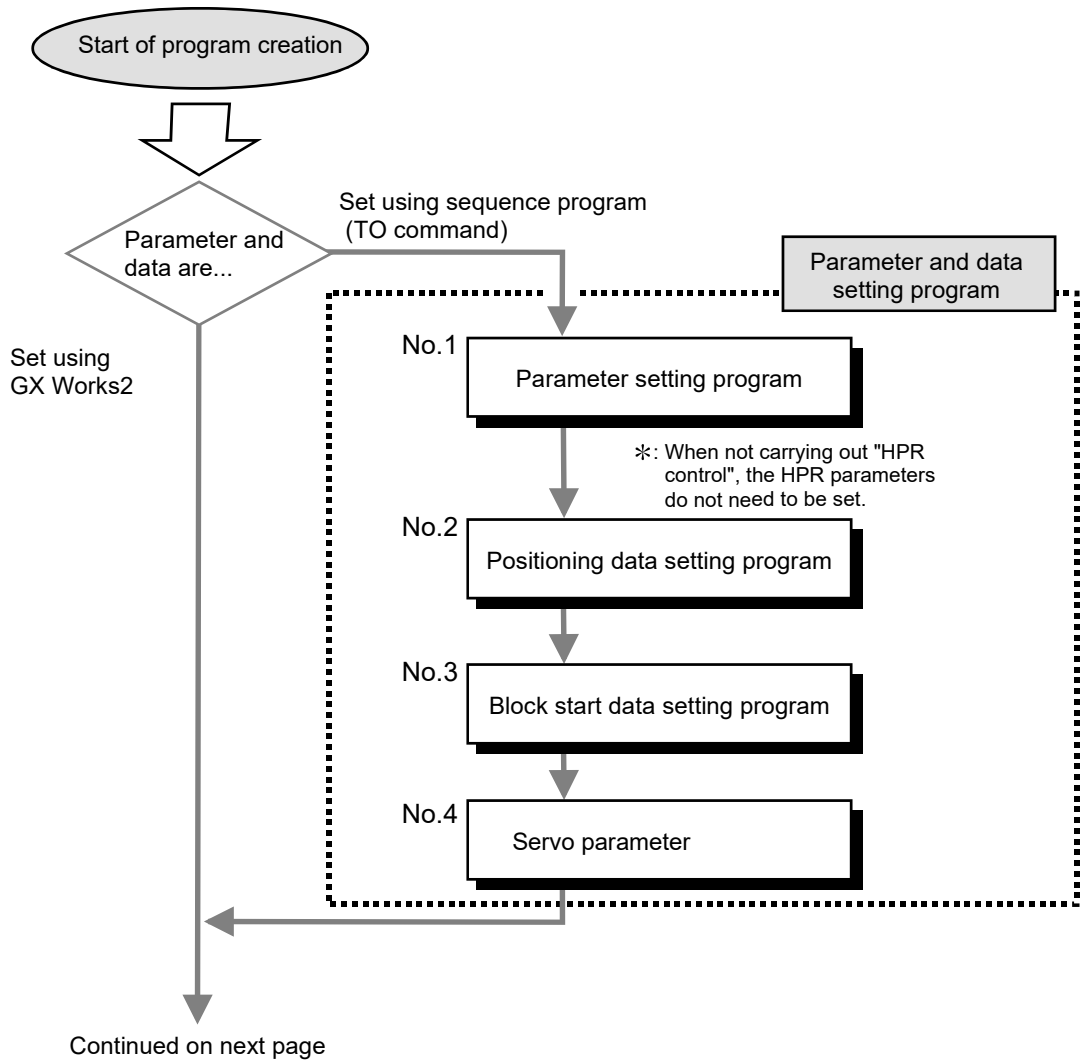 Start of program creation
Set using sequence program
(TO command)
Parameter and
data are...
Parameter and data
setting program
No.1
Parameter setting program
Set using
GX Works2
＊: When not carrying out "HPR
control", the HPR parameters
do not need to be set.
No.2
Positioning data setting program
No.3
Block start data setting program
No.4
Servo parameter
Continued on next page